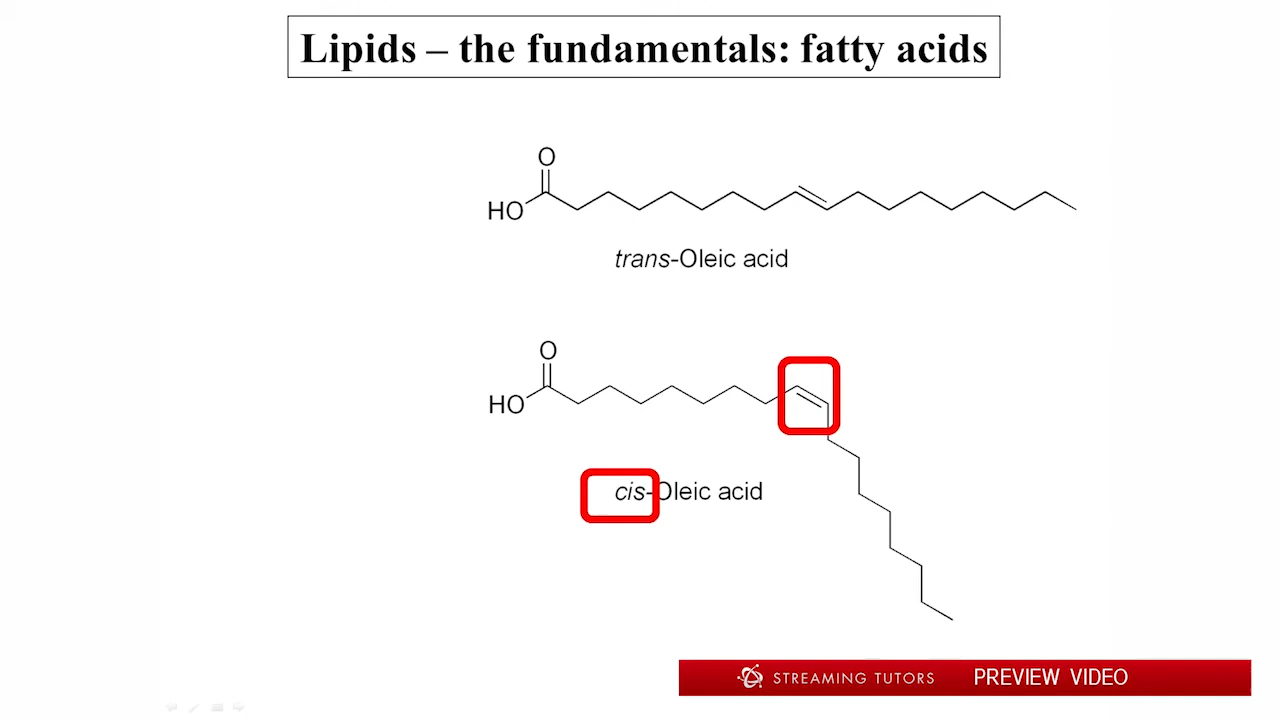 Lipids – the fundamentals: fatty acids
O
HO
trans-Oleic acid
O
HO
cis-Oleic acid
STREAMING TUTORS PREVIEW VIDEO